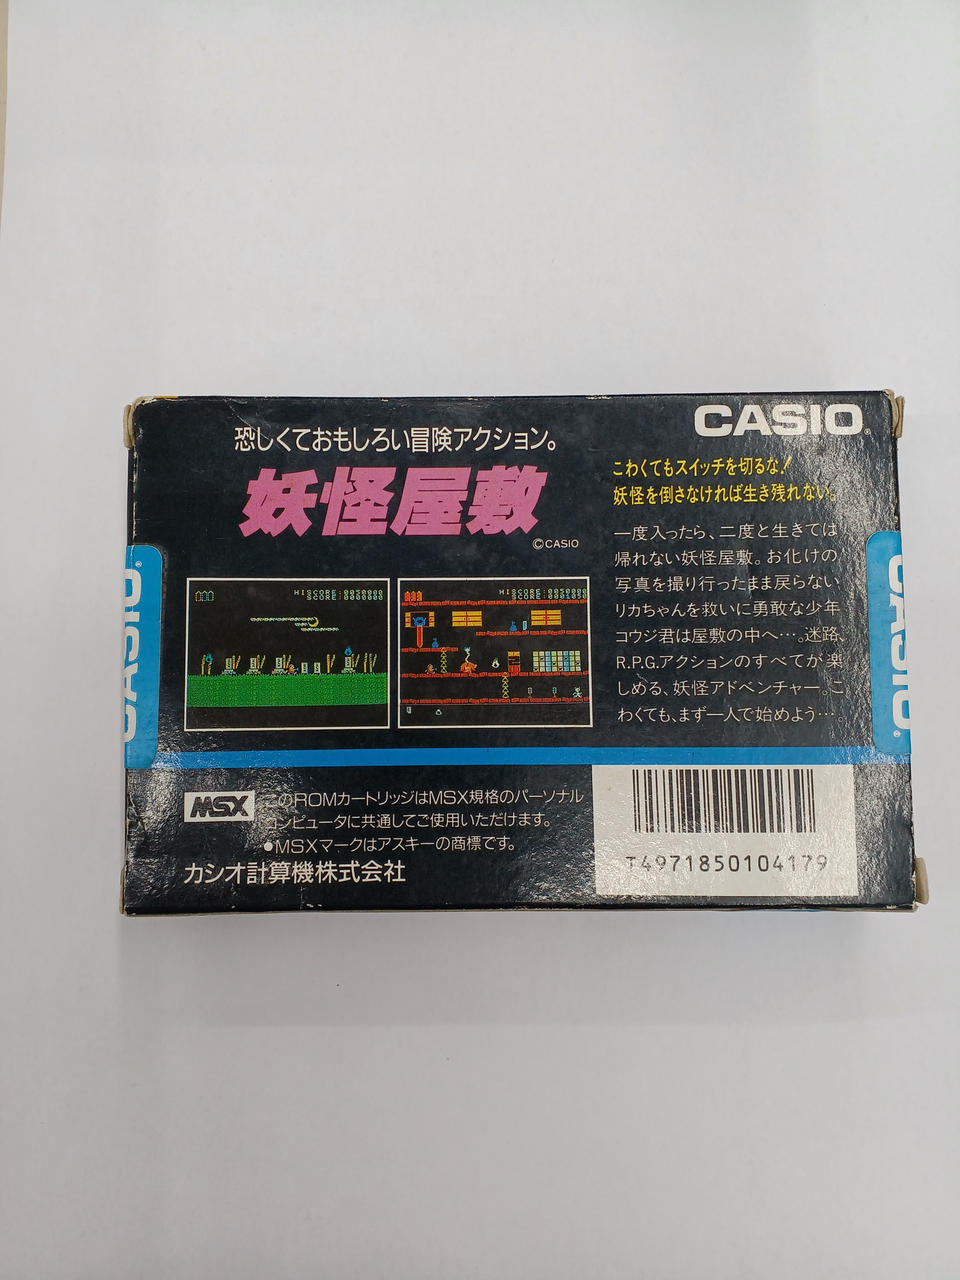 CASIO®
恐しくておもしろい冒険アクション。
妖怪屋敷
©CASIO
こわくてもスイッチを切るな!
妖怪を倒さなければ生き残れない。
一度入ったら、二度と生きては
帰れない妖怪屋敷。お化けの
写真を撮り行ったまま戻らない
リカちゃんを救いに勇敢な少年
コウジ君は屋敷の中へ…。迷路、
R.P.G.アクションのすべてが楽
しめる、妖怪アドベンチャー。こ
わくても、まず一人で始めよう…。
HI SCORE:
SCORE:
HI SCORE:
SCORE:
CASIO®
CASIO®
MSX
このROMカートリッジはMSX規格のパーソナル
コンピュータに共通してご使用いただけます。
●MSXマークはアスキーの商標です。
カシオ計算機株式会社
T4971850104179